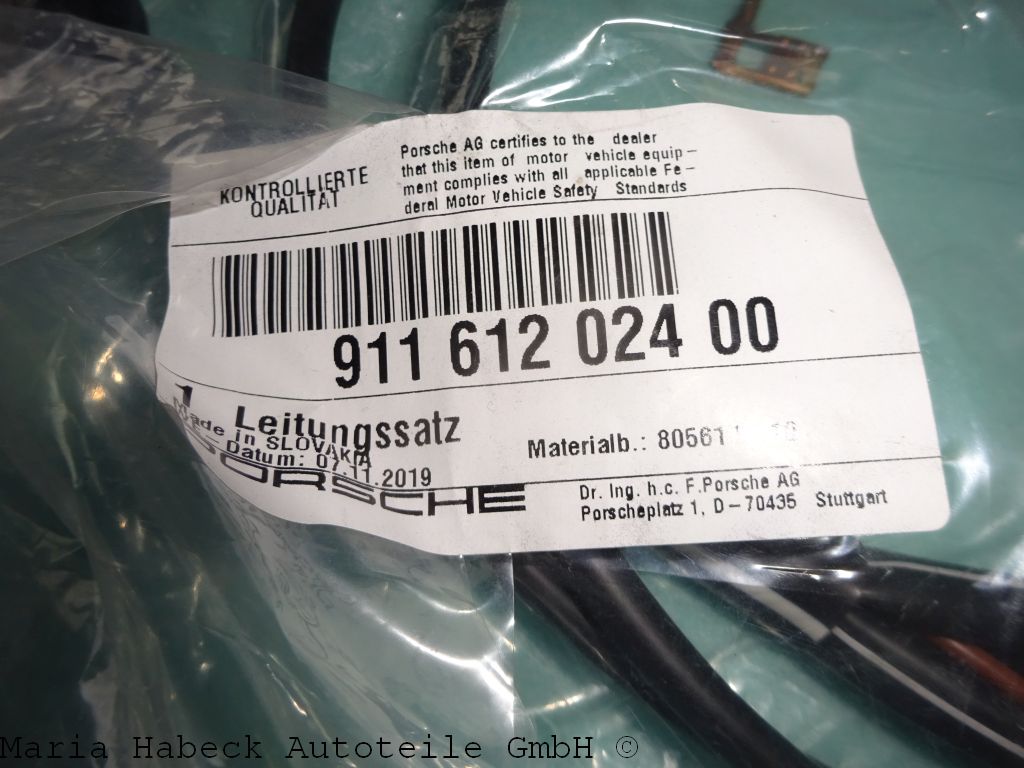 KONTROLLIERTE
QUALITÄT
Porsche AG certifies to the dealer
that this item of motor vehicle equip-
ment complies with all applicable Fe-
deral Motor Vehicle Safety Standards
911 612 024 00
1 Leitungssatz
Made in SLOVAKIA
Datum: 07.11.2019
Materialb.:
PORSCHE
Dr. Ing. h.c. F.Porsche AG
Porscheplatz 1, D-70435 Stuttgart
Maria Habeck Autoteile GmbH ©